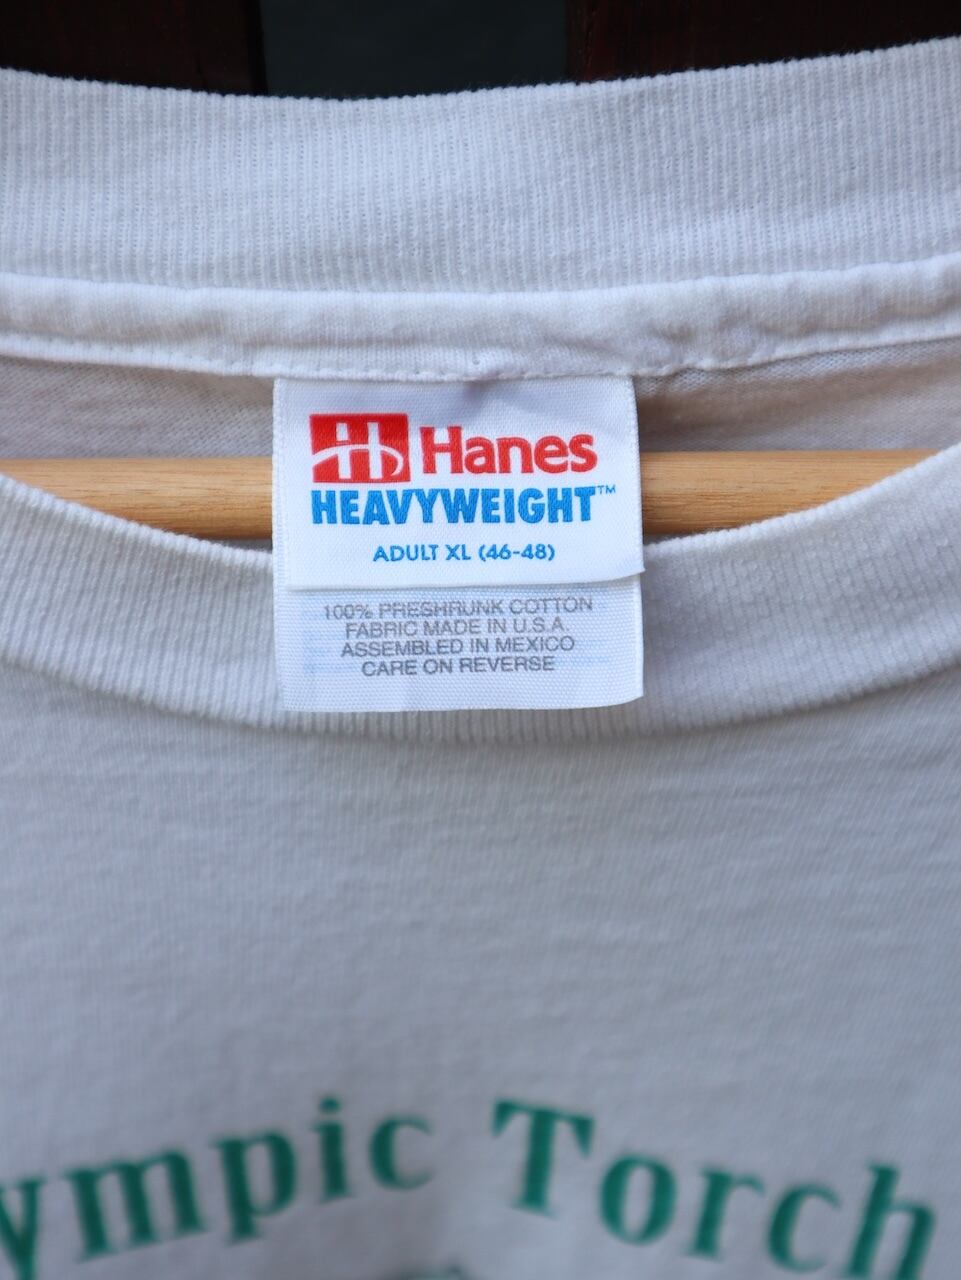 Hanes
HEAVYWEIGHT™
ADULT XL (46-48)
100% PRESHRUNK COTTON
FABRIC MADE IN U.S.A.
ASSEMBLED IN MEXICO
CARE ON REVERSE
ympic Torch